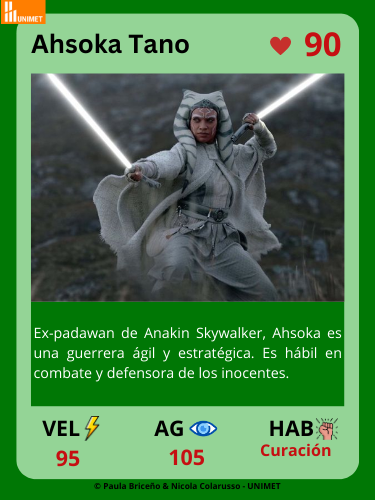 UNIMET
Ahsoka Tano
90
Ex-padawan de Anakin Skywalker, Ahsoka es
una guerrera ágil y estratégica. Es hábil en
combate y defensora de los inocentes.
VEL AG HAB
95 105 Curación
© Paula Briceño & Nicola Colarusso - UNIMET